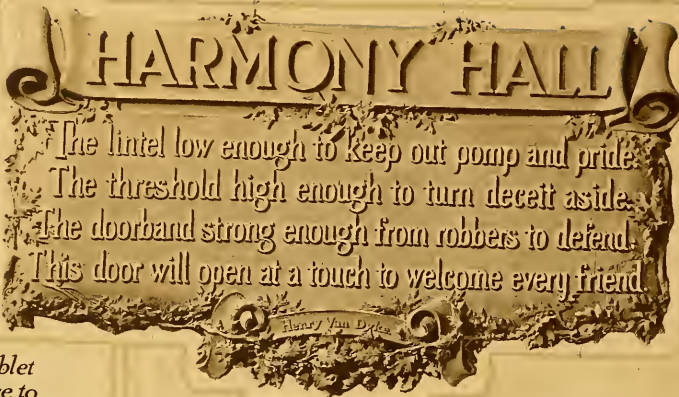 HARMONY HALL
The lintel low enough to keep out pomp and pride.
The threshold high enough to turn deceit aside.
The doorband strong enough from robbers to defend.
This door will open at a touch to welcome every friend.
Henry Van Dyke
blet
to